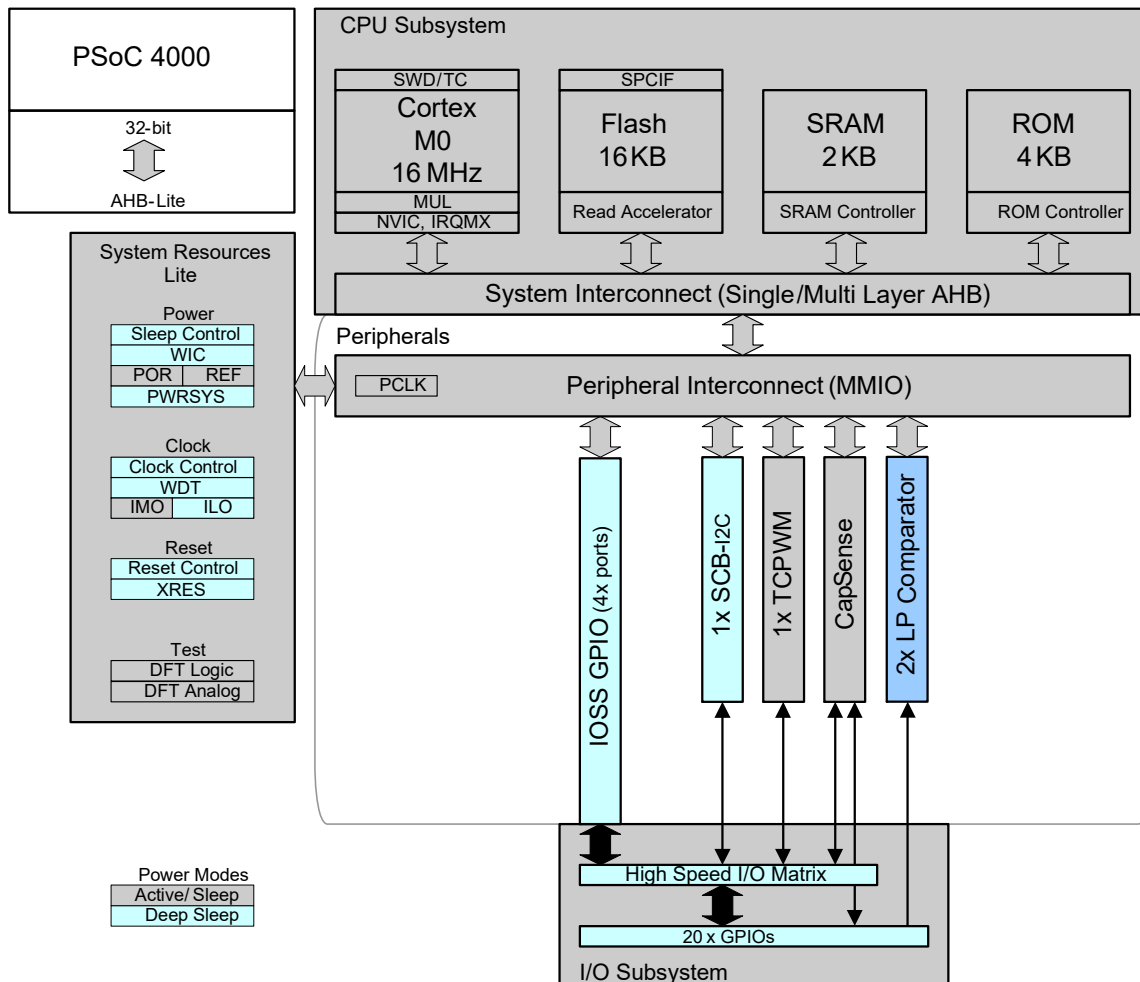 PSoC 4000
32-bit
AHB-Lite
CPU Subsystem
SWD/TC
Cortex
M0
16 MHz
MUL
NVIC, IRQMX
SPCIF
Flash
16 KB
Read Accelerator
SRAM
2 KB
SRAM Controller
ROM
4 KB
ROM Controller
System Interconnect (Single/Multi Layer AHB)
System Resources
Lite
Power
Sleep Control
WIC
POR REF
PWRSYS
Clock
Clock Control
WDT
IMO ILO
Reset
Reset Control
XRES
Test
DFT Logic
DFT Analog
Peripherals
PCLK
Peripheral Interconnect (MMIO)
IOSS GPIO (4x ports)
1x SCB-I2C
1x TCPWM
CapSense
2x LP Comparator
High Speed I/O Matrix
20 x GPIOs
I/O Subsystem
Power Modes
Active/ Sleep
Deep Sleep